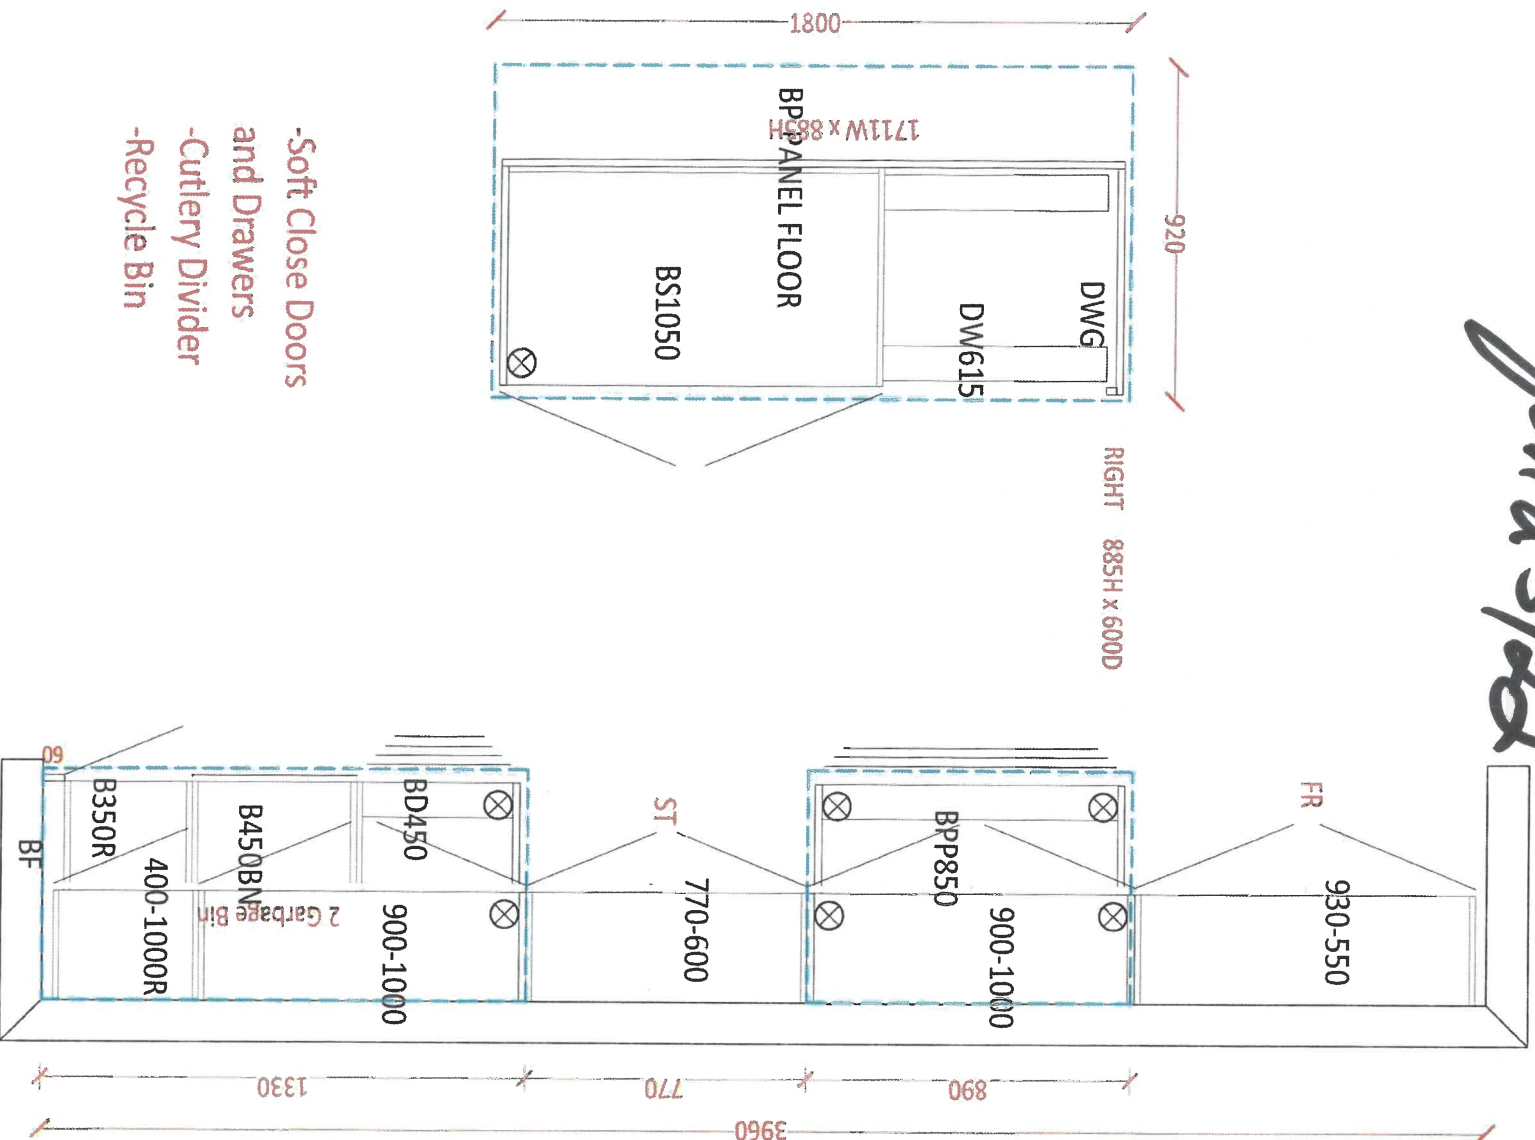 1800
920
BP PANEL FLOOR
1711W x 885H
BS1050
DW615
DWG
RIGHT 885H x 600D
-Soft Close Doors
and Drawers
-Cutlery Divider
-Recycle Bin
60
BF
B350R
400-1000R
B450BN
2 Garbage Bin
BD450
900-1000
ST
770-600
BPP850
900-1000
FR
930-550
1330
770
890
3960